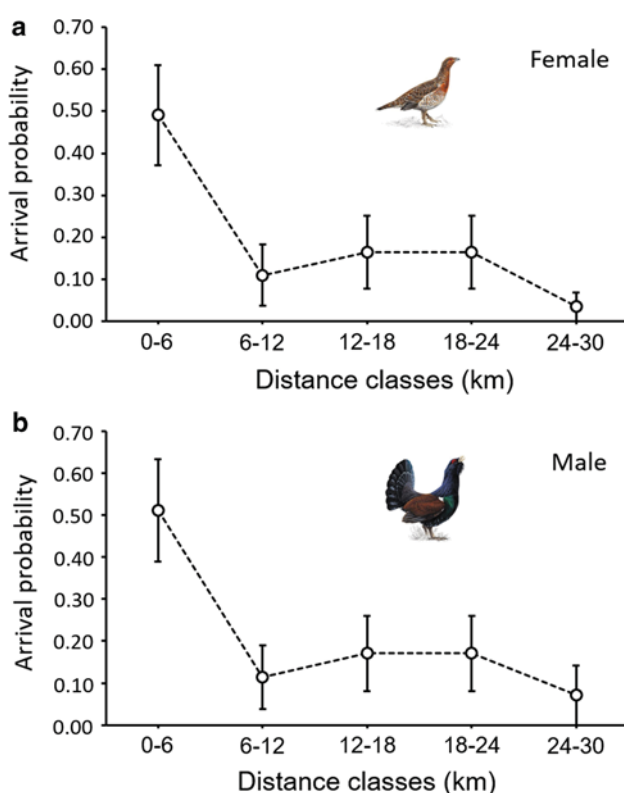 a
Female
Arrival probability
0.70
0.60
0.50
0.40
0.30
0.20
0.10
0.00
0-6 6-12 12-18 18-24 24-30
Distance classes (km)
b
Male
Arrival probability
0.70
0.60
0.50
0.40
0.30
0.20
0.10
0.00
0-6 6-12 12-18 18-24 24-30
Distance classes (km)